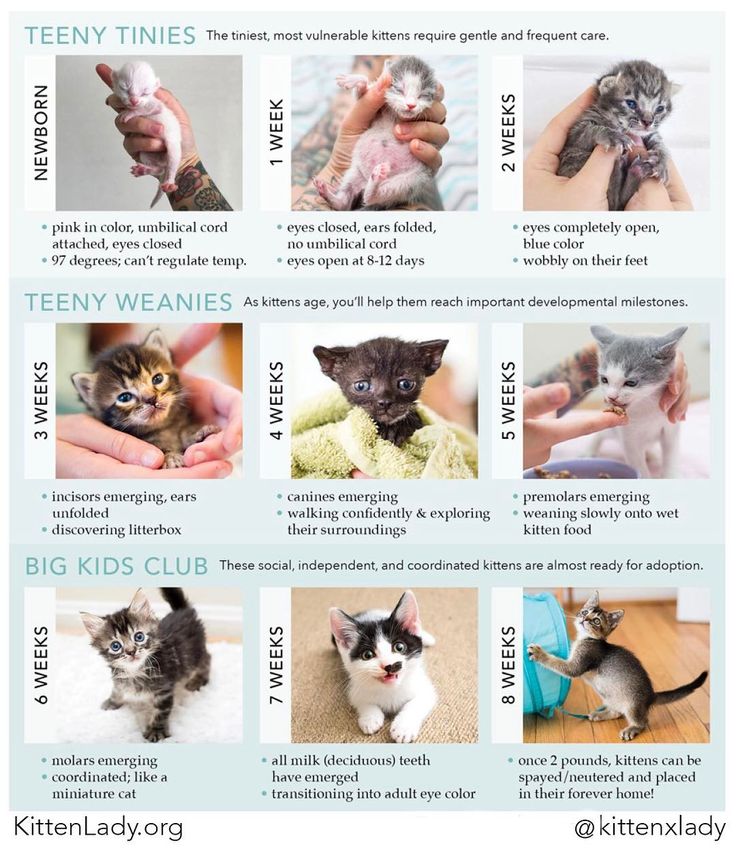 TEENY TINIES The tiniest, most vulnerable kittens require gentle and frequent care.
NEWBORN
• pink in color, umbilical cord
attached, eyes closed
• 97 degrees; can't regulate temp.
1 WEEK
• eyes closed, ears folded,
no umbilical cord
• eyes open at 8-12 days
2 WEEKS
• eyes completely open,
blue color
• wobbly on their feet
TEENY WEANIES As kittens age, you'll help them reach important developmental milestones.
3 WEEKS
• incisors emerging, ears
unfolded
• discovering litterbox
4 WEEKS
• canines emerging
• walking confidently & exploring
their surroundings
5 WEEKS
• premolars emerging
• weaning slowly onto wet
kitten food
BIG KIDS CLUB These social, independent, and coordinated kittens are almost ready for adoption.
6 WEEKS
• molars emerging
• coordinated; like a
miniature cat
7 WEEKS
• all milk (deciduous) teeth
have emerged
• transitioning into adult eye color
8 WEEKS
• once 2 pounds, kittens can be
spayed/neutered and placed
in their forever home!
KittenLady.org
@kittenxlady